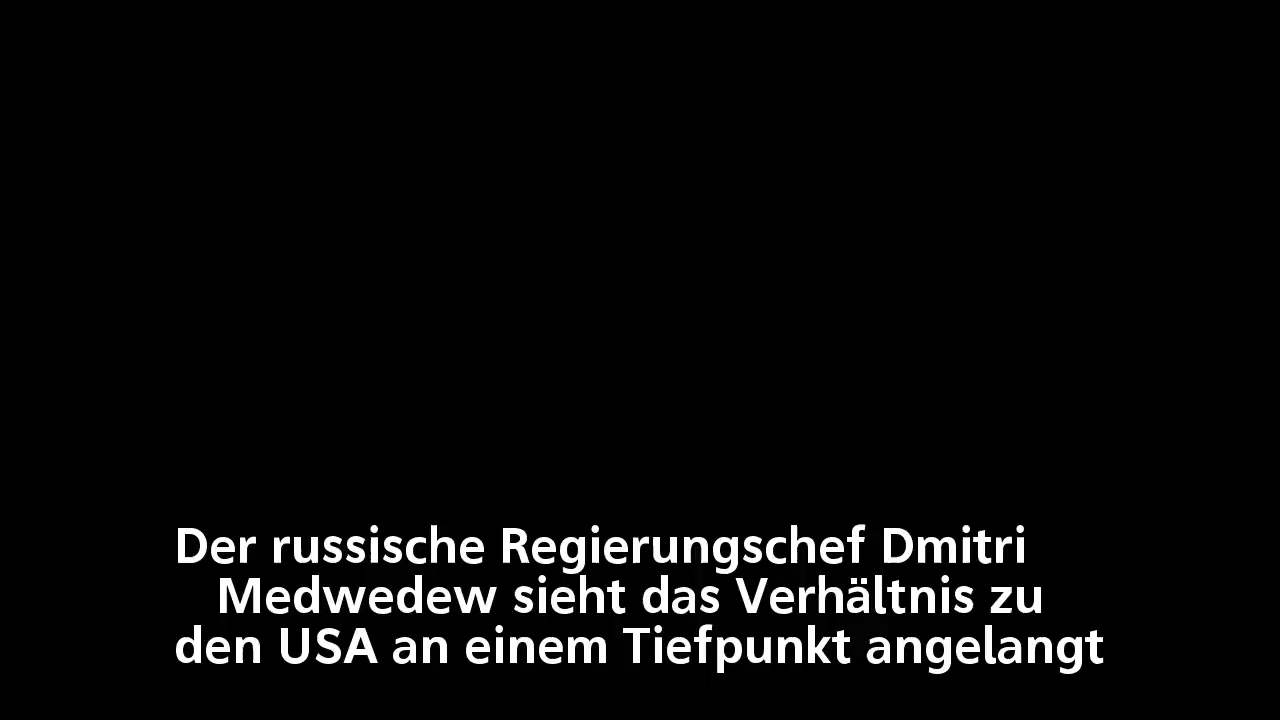 Der russische Regierungschef Dmitri
Medwedew sieht das Verhältnis zu
den USA an einem Tiefpunkt angelangt